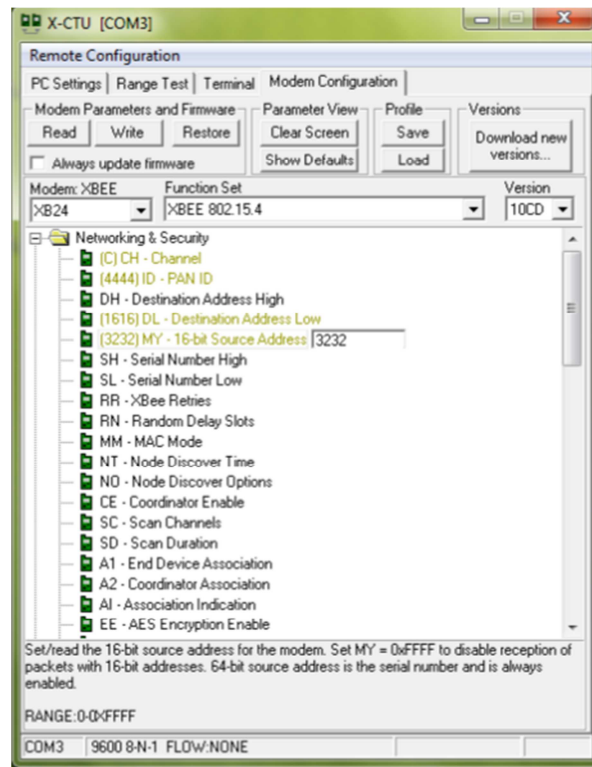 X-CTU [COM3]
Remote Configuration
PC Settings Range Test Terminal Modem Configuration
Modem Parameters and Firmware Parameter View Profile Versions
Read Write Restore Clear Screen Save Download new versions...
Always update firmware Show Defaults Load
Modem: XBEE Function Set Version
XB24 XBEE 802.15.4 10CD
Networking & Security
(C) CH - Channel
(4444) ID - PAN ID
DH - Destination Address High
(1616) DL - Destination Address Low
(3232) MY - 16-bit Source Address 3232
SH - Serial Number High
SL - Serial Number Low
RR - XBee Retries
RN - Random Delay Slots
MM - MAC Mode
NT - Node Discover Time
NO - Node Discover Options
CE - Coordinator Enable
SC - Scan Channels
SD - Scan Duration
A1 - End Device Association
A2 - Coordinator Association
AI - Association Indication
EE - AES Encryption Enable
Set/read the 16-bit source address for the modem. Set MY = 0xFFFF to disable reception of
packets with 16-bit addresses. 64-bit source address is the serial number and is always
enabled.
RANGE:0-0XFFFF
COM3 9600 8-N-1 FLOW:NONE